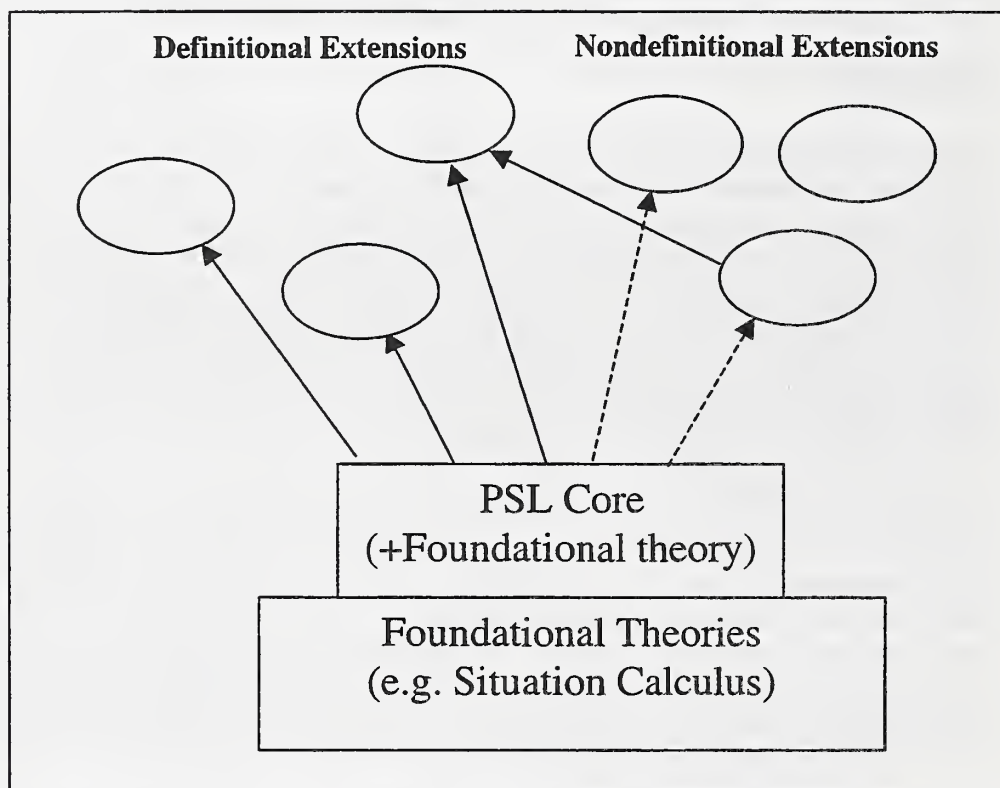 Definitional Extensions
Nondefinitional Extensions
PSL Core
(+Foundational theory)
Foundational Theories
(e.g. Situation Calculus)